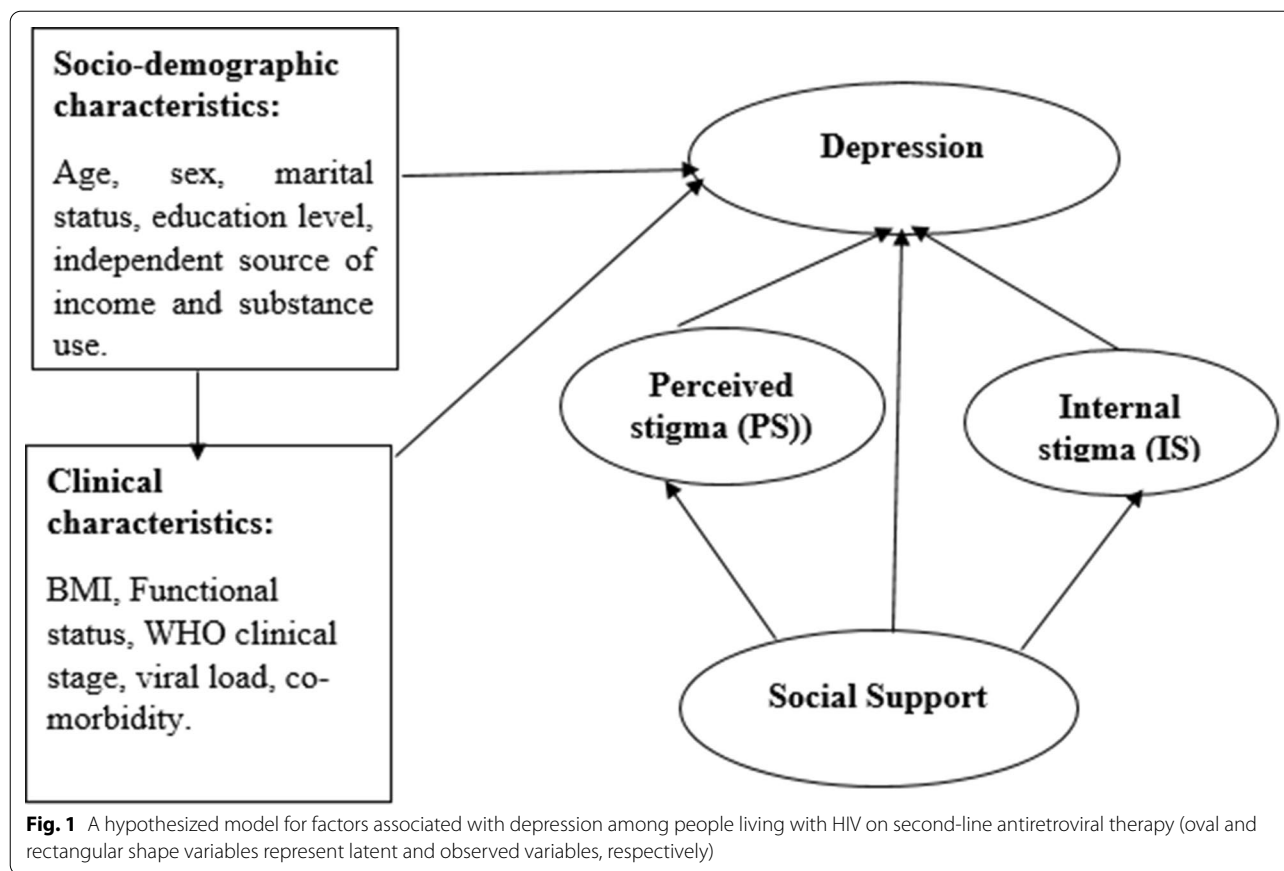 Socio-demographic
characteristics:
Age, sex, marital
status, education level,
independent source of
income and substance
use.
Clinical
characteristics:
BMI, Functional
status, WHO clinical
stage, viral load, co-
morbidity.
Depression
Perceived
stigma (PS))
Internal
stigma (IS)
Social Support
Fig. 1 A hypothesized model for factors associated with depression among people living with HIV on second-line antiretroviral therapy (oval and
rectangular shape variables represent latent and observed variables, respectively)